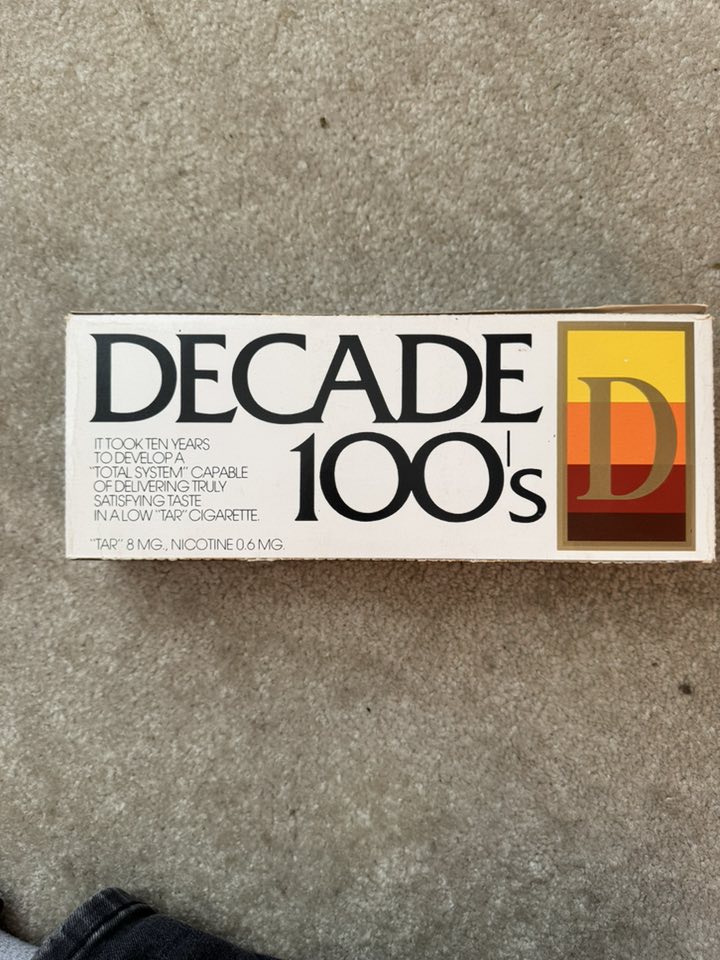 DECADE
100's
IT TOOK TEN YEARS
TO DEVELOP A
"TOTAL SYSTEM" CAPABLE
OF DELIVERING TRULY
SATISFYING TASTE
IN A LOW "TAR" CIGARETTE.
"TAR" 8 MG., NICOTINE 0.6 MG.
D